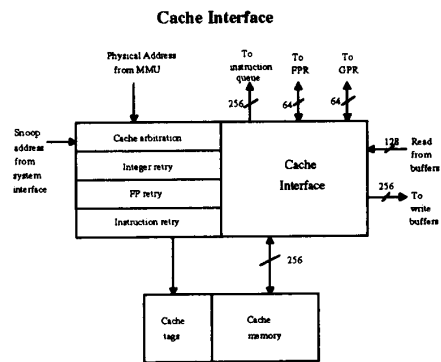 Cache Interface
Physical Address
from MMU
To
instruction
queue
To
FPR
To
GPR
256
64
64
Snoop
address
from
system
interface
Cache arbitration
Integer retry
FP retry
Instruction retry
Cache
Interface
128
Read
from
buffers
256
To
write
buffers
256
Cache
tags
Cache
memory